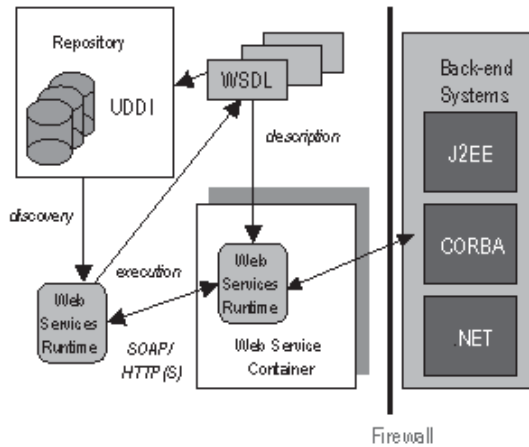 Repository
UDDI
WSDL
Back-end
Systems
J2EE
CORBA
.NET
description
discovery
execution
Web
Services
Runtime
Web
Services
Runtime
SOAP/
HTTP(S)
Web Service
Container
Firewall